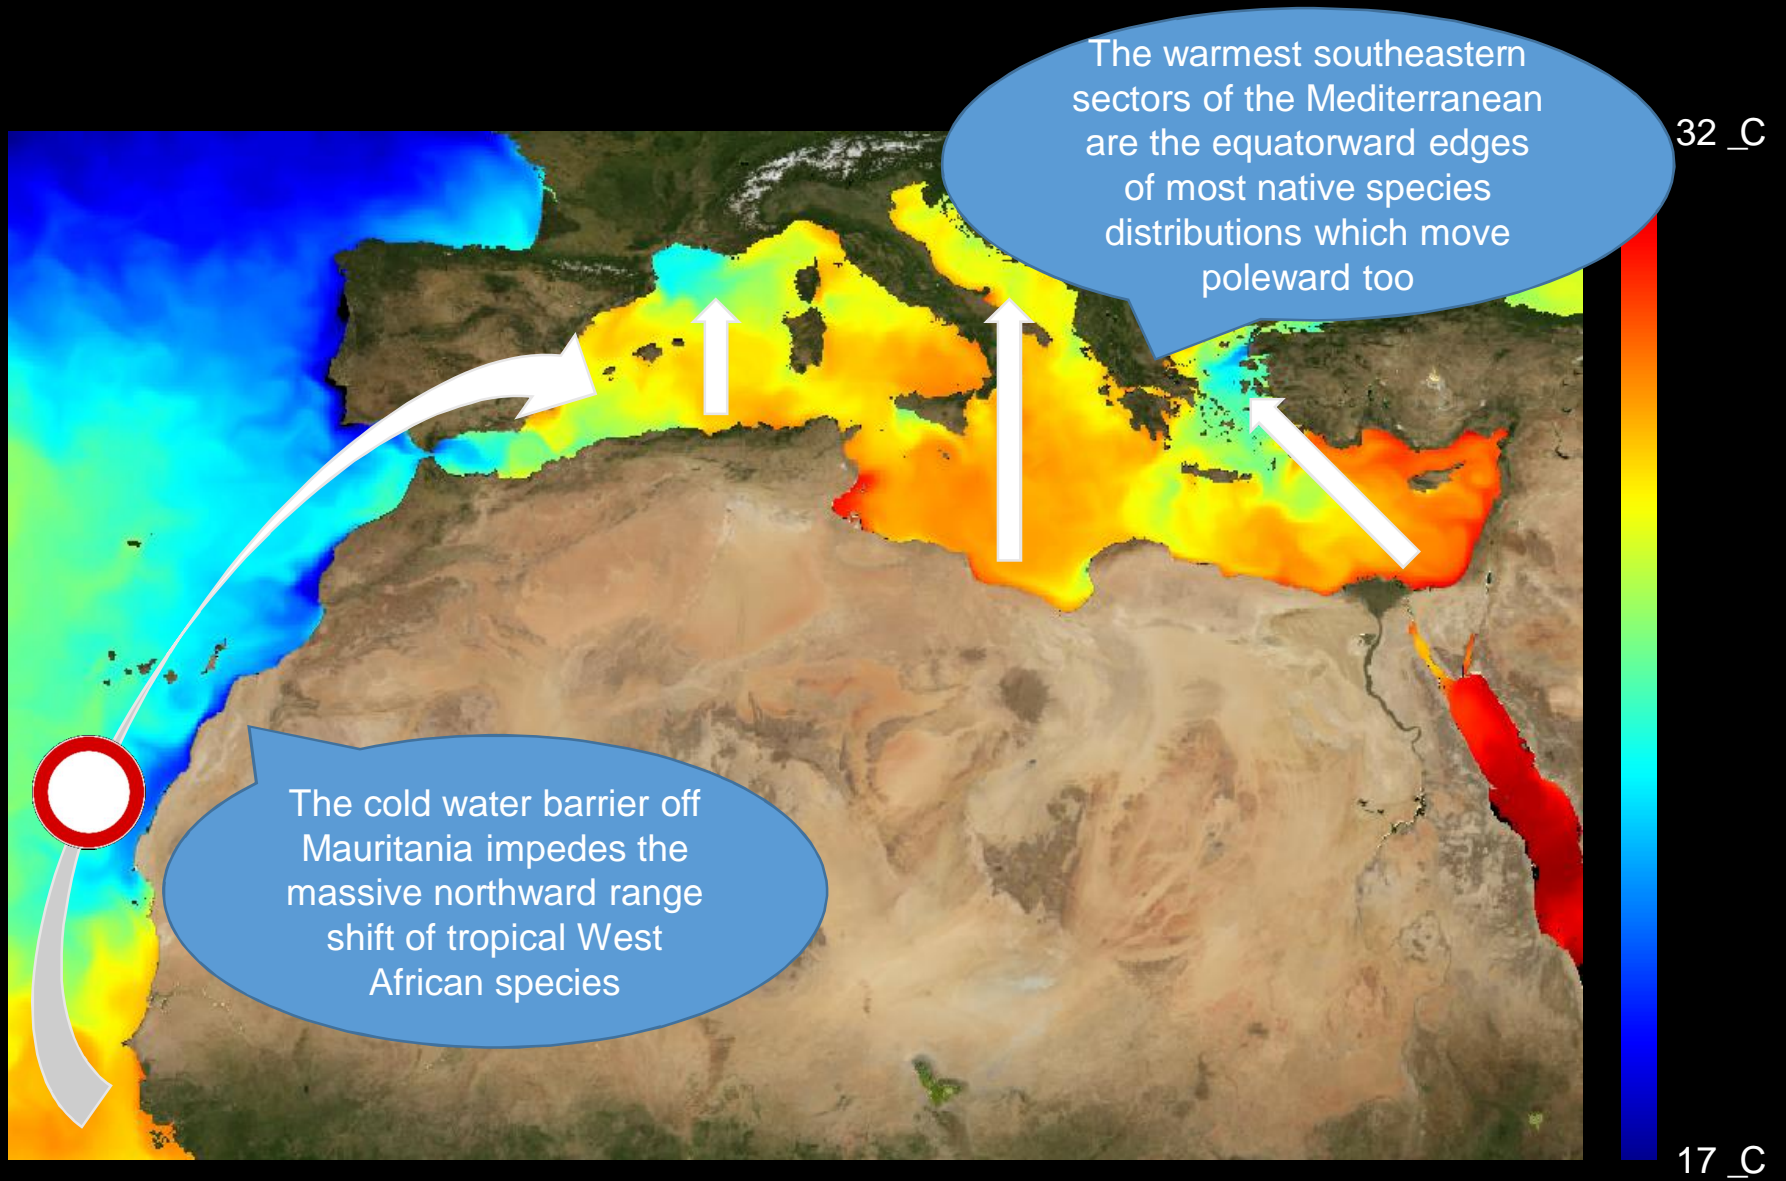 The warmest southeastern
sectors of the Mediterranean
are the equatorward edges
of most native species
distributions which move
poleward too
32 _C
The cold water barrier off
Mauritania impedes the
massive northward range
shift of tropical West
African species
17 _C